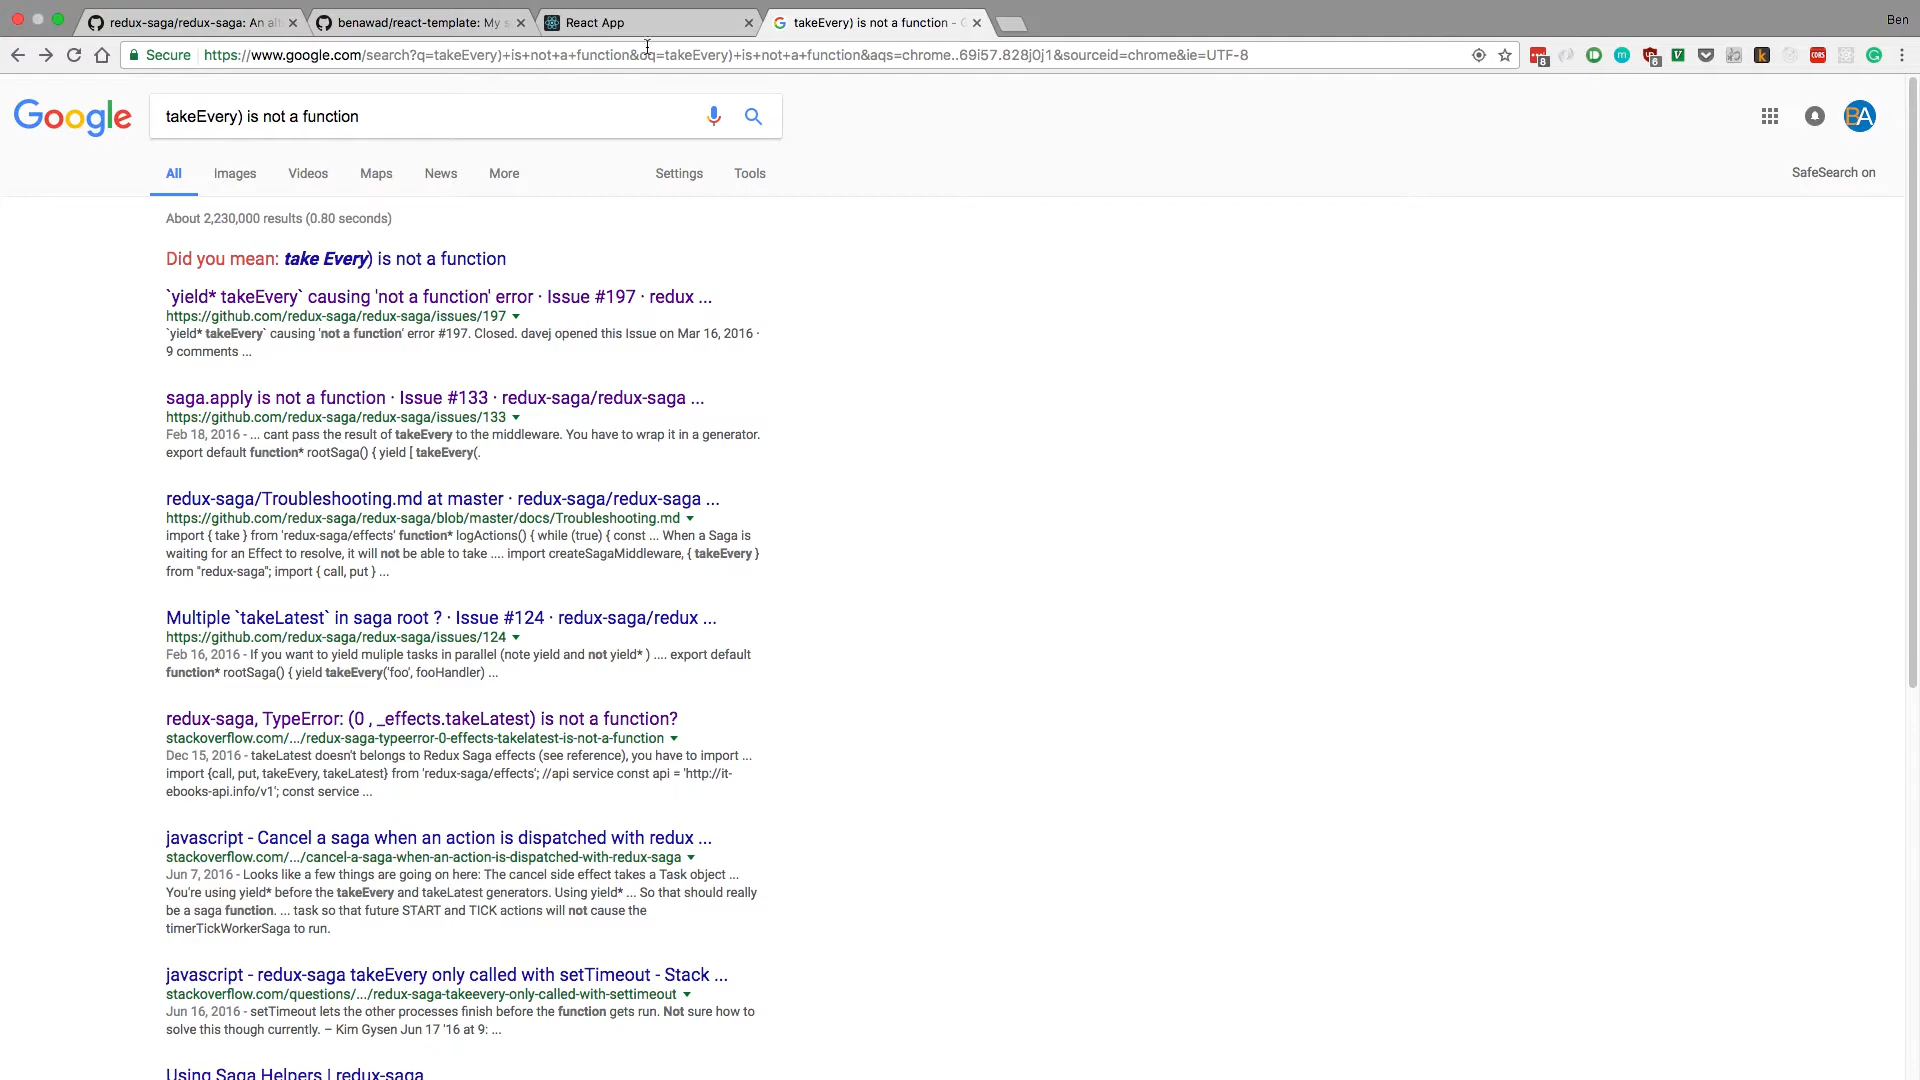 redux-saga/redux-saga: An alt
benawad/react-template: My s
React App
takeEvery) is not a function - G
Ben
Secure
https://www.google.com/search?q=takeEvery)+is+not+a+function&oq=takeEvery)+is+not+a+function&aqs=chrome..69i57.828j0j1&sourceid=chrome&ie=UTF-8
Google
takeEvery) is not a function
BA
All
Images
Videos
Maps
News
More
Settings
Tools
SafeSearch on
About 2,230,000 results (0.80 seconds)
Did you mean: take Every) is not a function
`yield* takeEvery` causing 'not a function' error · Issue #197 · redux ...
https://github.com/redux-saga/redux-saga/issues/197
`yield* takeEvery` causing 'not a function' error #197. Closed. davej opened this Issue on Mar 16, 2016 ·
9 comments ...
saga.apply is not a function · Issue #133 · redux-saga/redux-saga ...
https://github.com/redux-saga/redux-saga/issues/133
Feb 18, 2016 - ... cant pass the result of takeEvery to the middleware. You have to wrap it in a generator.
export default function* rootSaga() { yield [ takeEvery(.
redux-saga/Troubleshooting.md at master · redux-saga/redux-saga ...
https://github.com/redux-saga/redux-saga/blob/master/docs/Troubleshooting.md
import { take } from 'redux-saga/effects' function* logActions() { while (true) { const ... When a Saga is
waiting for an Effect to resolve, it will not be able to take .... import createSagaMiddleware, { takeEvery }
from "redux-saga"; import { call, put } ...
Multiple `takeLatest` in saga root ? · Issue #124 · redux-saga/redux ...
https://github.com/redux-saga/redux-saga/issues/124
Feb 16, 2016 - If you want to yield muliple tasks in parallel (note yield and not yield* ) .... export default
function* rootSaga() { yield takeEvery('foo', fooHandler) ...
redux-saga, TypeError: (0 , _effects.takeLatest) is not a function?
stackoverflow.com/.../redux-saga-typeerror-0-effects-takelatest-is-not-a-function
Dec 15, 2016 - takeLatest doesn't belongs to Redux Saga effects (see reference), you have to import ...
import {call, put, takeEvery, takeLatest} from 'redux-saga/effects'; //api service const api = 'http://it-
ebooks-api.info/v1'; const service ...
javascript - Cancel a saga when an action is dispatched with redux ...
stackoverflow.com/.../cancel-a-saga-when-an-action-is-dispatched-with-redux-saga
Jun 7, 2016 - Looks like a few things are going on here: The cancel side effect takes a Task object ...
You're using yield* before the takeEvery and takeLatest generators. Using yield* ... So that should really
be a saga function. ... task so that future START and TICK actions will not cause the
timerTickWorkerSaga to run.
javascript - redux-saga takeEvery only called with setTimeout - Stack ...
stackoverflow.com/questions/.../redux-saga-takeevery-only-called-with-settimeout
Jun 16, 2016 - setTimeout lets the other processes finish before the function gets run. Not sure how to
solve this though currently. – Kim Gysen Jun 17 '16 at 9: ...
Using Saga Helpers | redux-saga